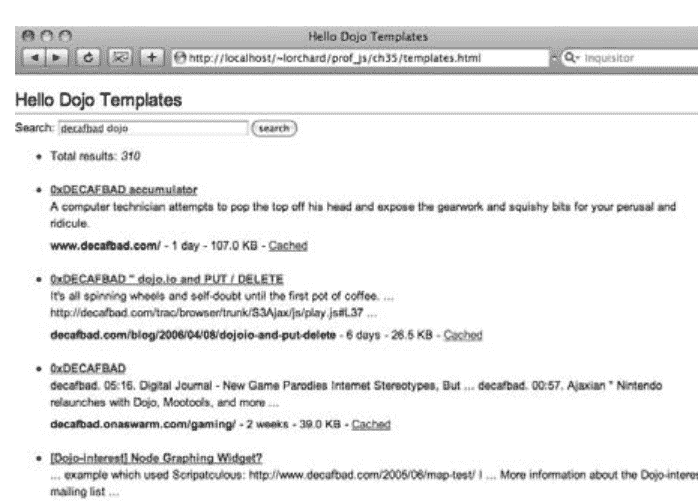 Hello Dojo Templates
http://localhost/~lorchard/prof_js/ch35/templates.html
Inquisitor
Hello Dojo Templates
Search: decafbad dojo search
Total results: 310
0xDECAFBAD accumulator
A computer technician attempts to pop the top off his head and expose the gearwork and squishy bits for your perusal and
ridicule.
www.decafbad.com/ - 1 day - 107.0 KB - Cached
0xDECAFBAD " dojo.io and PUT / DELETE
It's all spinning wheels and self-doubt until the first pot of coffee. ...
http://decafbad.com/trac/browser/trunk/S3Ajax/js/play.js#L37 ...
decafbad.com/blog/2006/04/08/dojoio-and-put-delete - 6 days - 26.5 KB - Cached
0xDECAFBAD
decafbad. 05:16. Digital Journal - New Game Parodies Internet Stereotypes, But ... decafbad. 00:57. Ajaxian " Nintendo
relaunches with Dojo, Mootools, and more ...
decafbad.onaswarm.com/gaming/ - 2 weeks - 39.0 KB - Cached
[Dojo-interest] Node Graphing Widget?
... example which used Scripatculous: http://www.decafbad.com/2005/06/map-test/ I ... More information about the Dojo-interes
mailing list ...